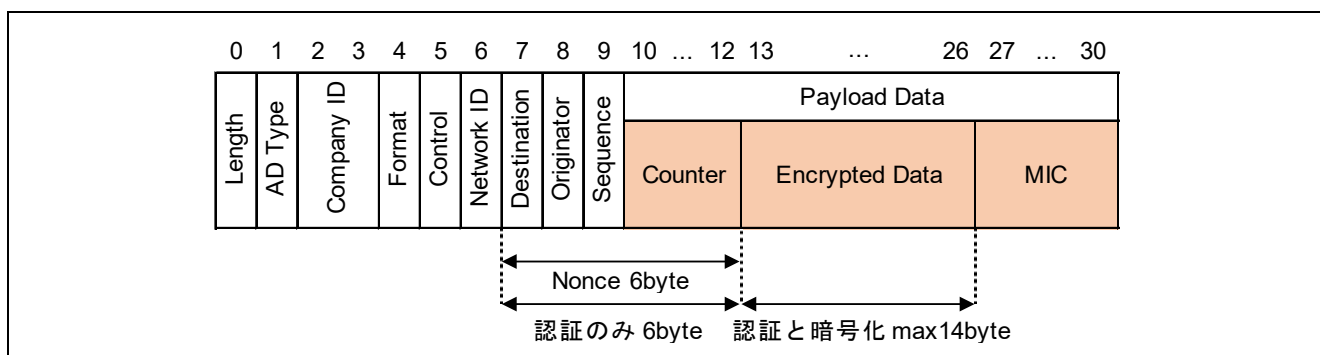 0 1 2 3 4 5 6 7 8 9 10 … 12 13 … 26 27 … 30
Length
AD Type
Company ID
Format
Control
Network ID
Destination
Originator
Sequence
Payload Data
Counter
Encrypted Data
MIC
Nonce 6byte
認証のみ 6byte
認証と暗号化 max14byte